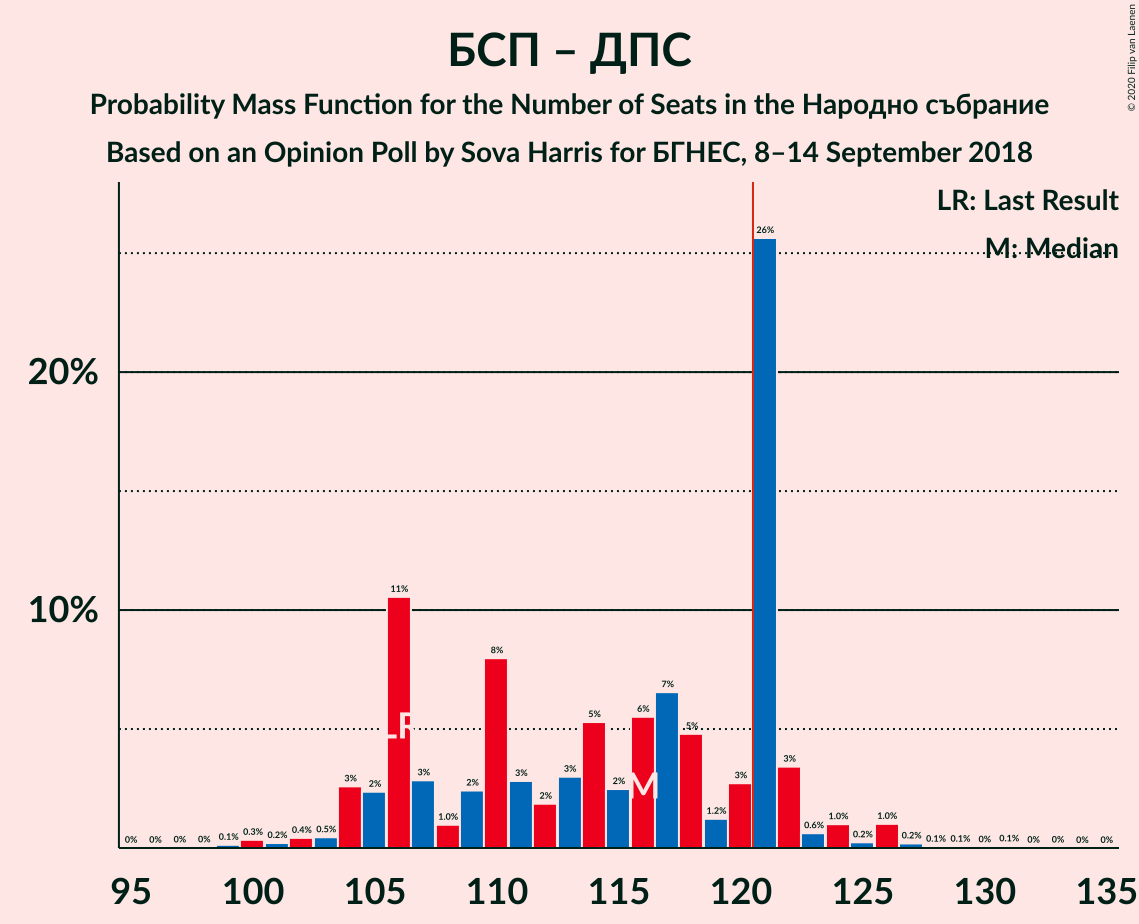 БСП – ДПС
Probability Mass Function for the Number of Seats in the Народно събрание
Based on an Opinion Poll by Sova Harris for БГНЕС, 8–14 September 2018
© 2020 Filip van Laenen
LR: Last Result
M: Median
20%
10%
0% 0% 0% 0% 0.1% 0.3% 0.2% 0.4% 0.5% 3% 2% 11% 3% 1.0% 2% 8% 3% 2% 3% 5% 2% 6% 7% 5% 1.2% 3% 26% 3% 0.6% 1.0% 0.2% 1.0% 0.2% 0.1% 0.1% 0% 0.1% 0% 0% 0% 0%
LR
M
95 100 105 110 115 120 125 130 135